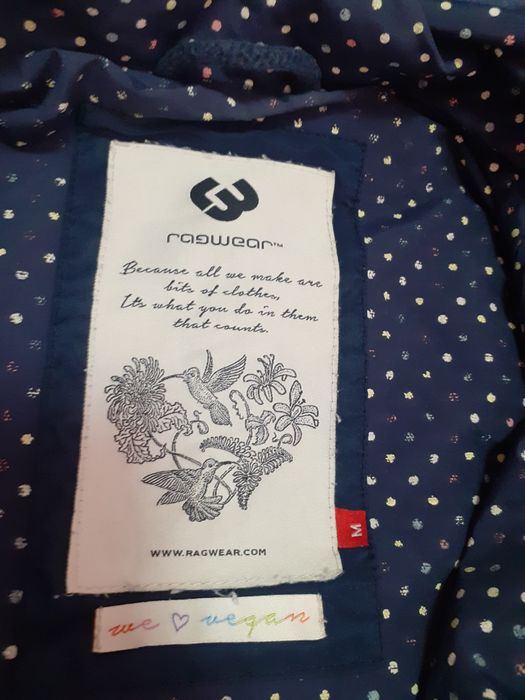 ragwear™
Because all we make are
bits of clothes,
Its what you do in them
that counts.
M
WWW.RAGWEAR.COM
we ♡ vegan